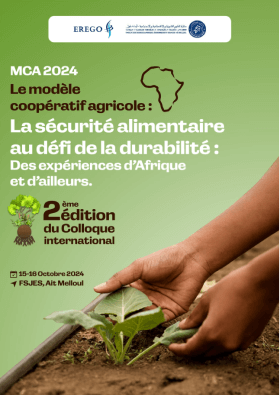 EREGO
MCA 2024
Le modèle
coopératif agricole :
La sécurité alimentaire
au défi de la durabilité :
Des expériences d'Afrique
et d'ailleurs.
2ème édition
du Colloque
international
15-16 Octobre 2024
FSJES, Ait Melloul